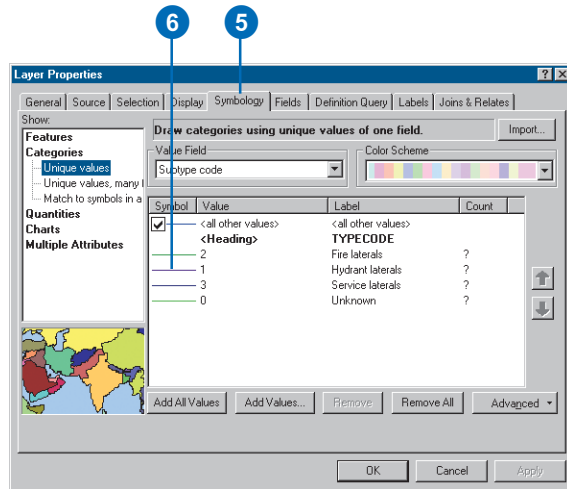 6 5
Layer Properties
General Source Selection Display Symbology Fields Definition Query Labels Joins & Relates
Show:
Features
Categories
Unique values
Unique values, many
Match to symbols in a
Quantities
Charts
Multiple Attributes
Draw categories using unique values of one field.
Import...
Value Field
Subtype code
Color Scheme
Symbol Value Label Count
<all other values> <all other values>
<Heading> TYPECODE
2 Fire laterals ?
1 Hydrant laterals ?
3 Service laterals ?
0 Unknown ?
Add All Values Add Values... Remove Remove All Advanced
OK Cancel Apply